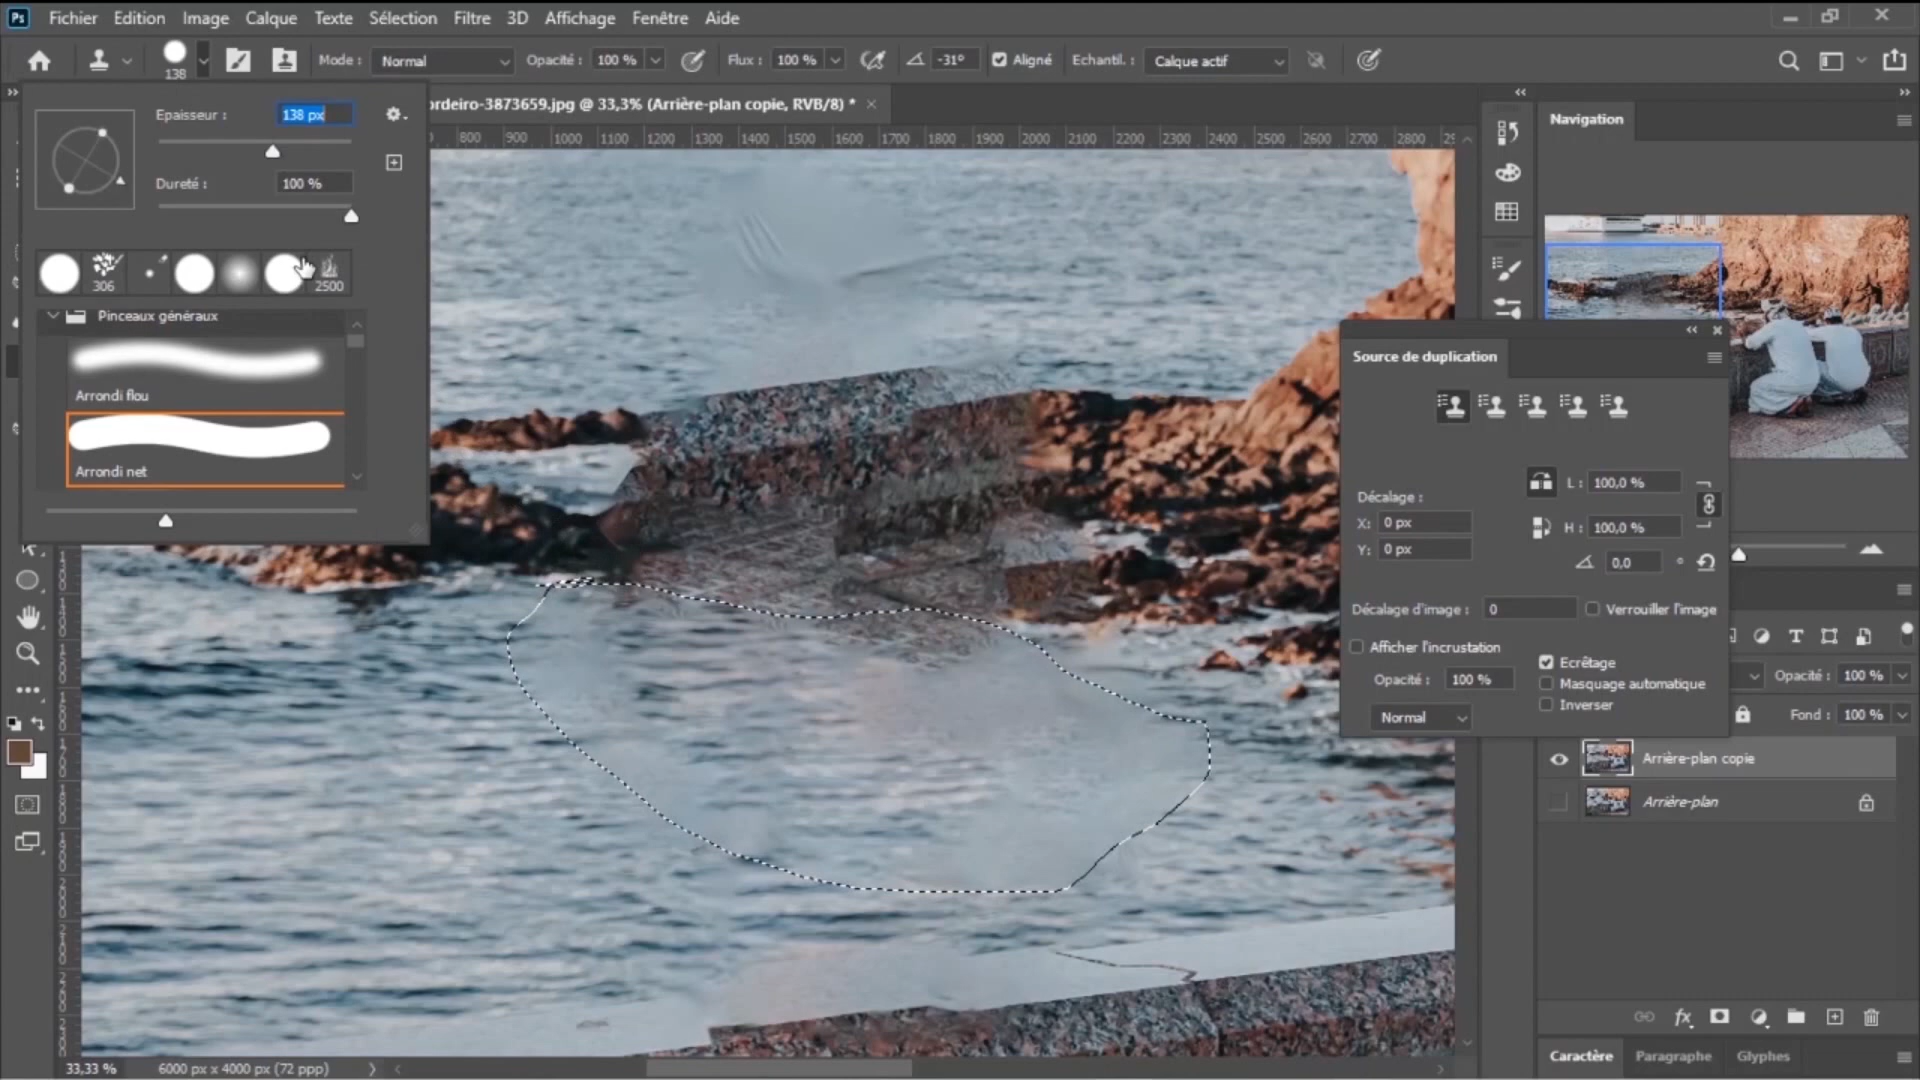 Ps Fichier Edition Image Calque Texte Sélection Filtre 3D Affichage Fenêtre Aide
138 Mode : Normal Opacité : 100 % Flux : 100 % -31° Aligné Echantil. : Calque actif
ordeiro-3873659.jpg @ 33,3% (Arrière-plan copie, RVB/8) *
Epaisseur : 138 px
Dureté : 100 %
306 2500
Pinceaux généraux
Arrondi flou
Arrondi net
800 900 1000 1100 1200 1300 1400 1500 1600 1700 1800 1900 2000 2100 2200 2300 2400 2500 2600 2700 2800
Navigation
Source de duplication
Décalage :
X: 0 px
Y: 0 px
L : 100,0 %
H : 100,0 %
0,0 °
Décalage d'image : 0 Verrouiller l'image
Afficher l'incrustation
Opacité : 100 %
Normal
Ecrêtage
Masquage automatique
Inverser
T
Opacité : 100 %
Fond : 100 %
Arrière-plan copie
Arrière-plan
fx
Caractère Paragraphe Glyphes
33,33 % 6000 px x 4000 px (72 ppp)